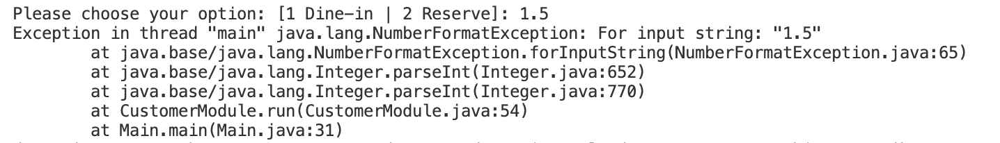 Please choose your option: [1 Dine-in | 2 Reserve]: 1.5
Exception in thread "main" java.lang.NumberFormatException: For input string: "1.5"
        at java.base/java.lang.NumberFormatException.forInputString(NumberFormatException.java:65)
        at java.base/java.lang.Integer.parseInt(Integer.java:652)
        at java.base/java.lang.Integer.parseInt(Integer.java:770)
        at CustomerModule.run(CustomerModule.java:54)
        at Main.main(Main.java:31)